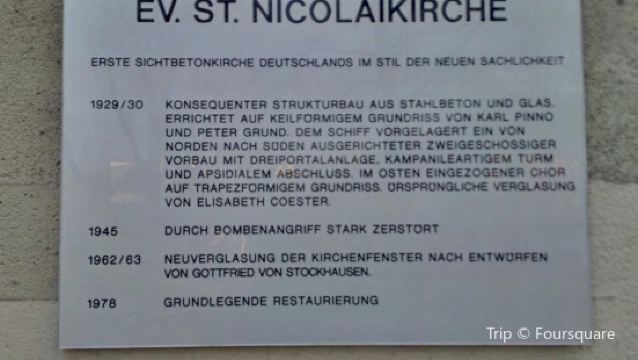 EV. ST. NICOLAIKIRCHE
ERSTE SICHTBETONKIRCHE DEUTSCHLANDS IM STIL DER NEUEN SACHLICHKEIT
1929/30 KONSEQUENTER STRUKTURBAU AUS STAHLBETON UND GLAS.
ERRICHTET AUF KEILFÖRMIGEM GRUNDRISS VON KARL PINNO
UND PETER GRUND. DEM SCHIFF VORGELAGERT EIN VON
NORDEN NACH SÜDEN AUSGERICHTETER ZWEIGESCHOSSIGER
VORBAU MIT DREIPORTALANLAGE, KAMPANILEARTIGEM TURM
UND APSIDIALEM ABSCHLUSS. IM OSTEN EINGEZOGENER CHOR
AUF TRAPEZFÖRMIGEM GRUNDRISS. ÜRSPRÜNGLICHE VERGLASUNG
VON ELISABETH COESTER.
1945 DURCH BOMBENANGRIFF STARK ZERSTÖRT
1962/63 NEUVERGLASUNG DER KIRCHENFENSTER NACH ENTWÜRFEN
VON GOTTFRIED VON STOCKHAUSEN.
1978 GRUNDLEGENDE RESTAURIERUNG
Trip © Foursquare